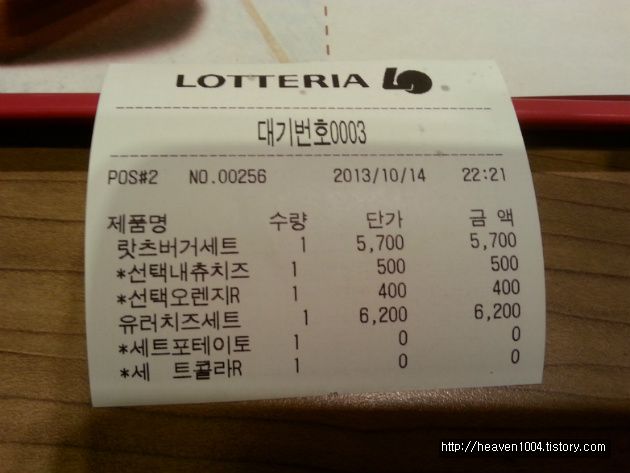 LOTTERIA
대기번호0003
POS#2 NO.00256 2013/10/14 22:21
제품명 수량 단가 금 액
랏츠버거세트 1 5,700 5,700
*선택내츄치즈 1 500 500
*선택오렌지R 1 400 400
유러치즈세트 1 6,200 6,200
*세트포테이토 1 0 0
*세 트콜라R 1 0 0
http://heaven1004.tistory.com